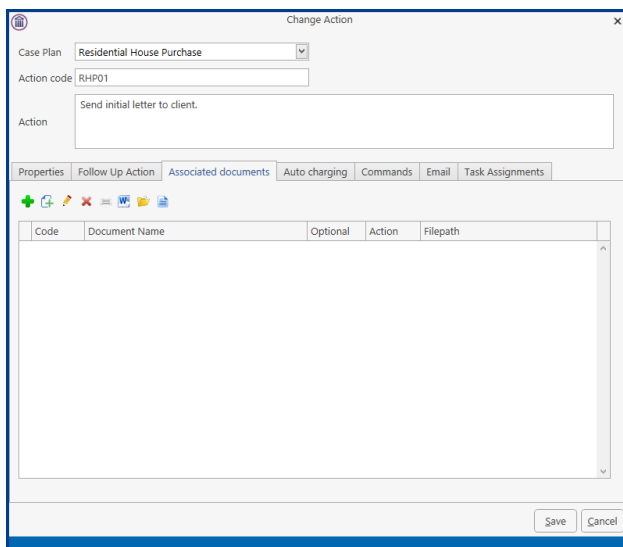 Change Action
Case Plan Residential House Purchase
Action code RHP01
Action Send initial letter to client.
Properties Follow Up Action Associated documents Auto charging Commands Email Task Assignments
Code Document Name Optional Action Filepath
Save Cancel